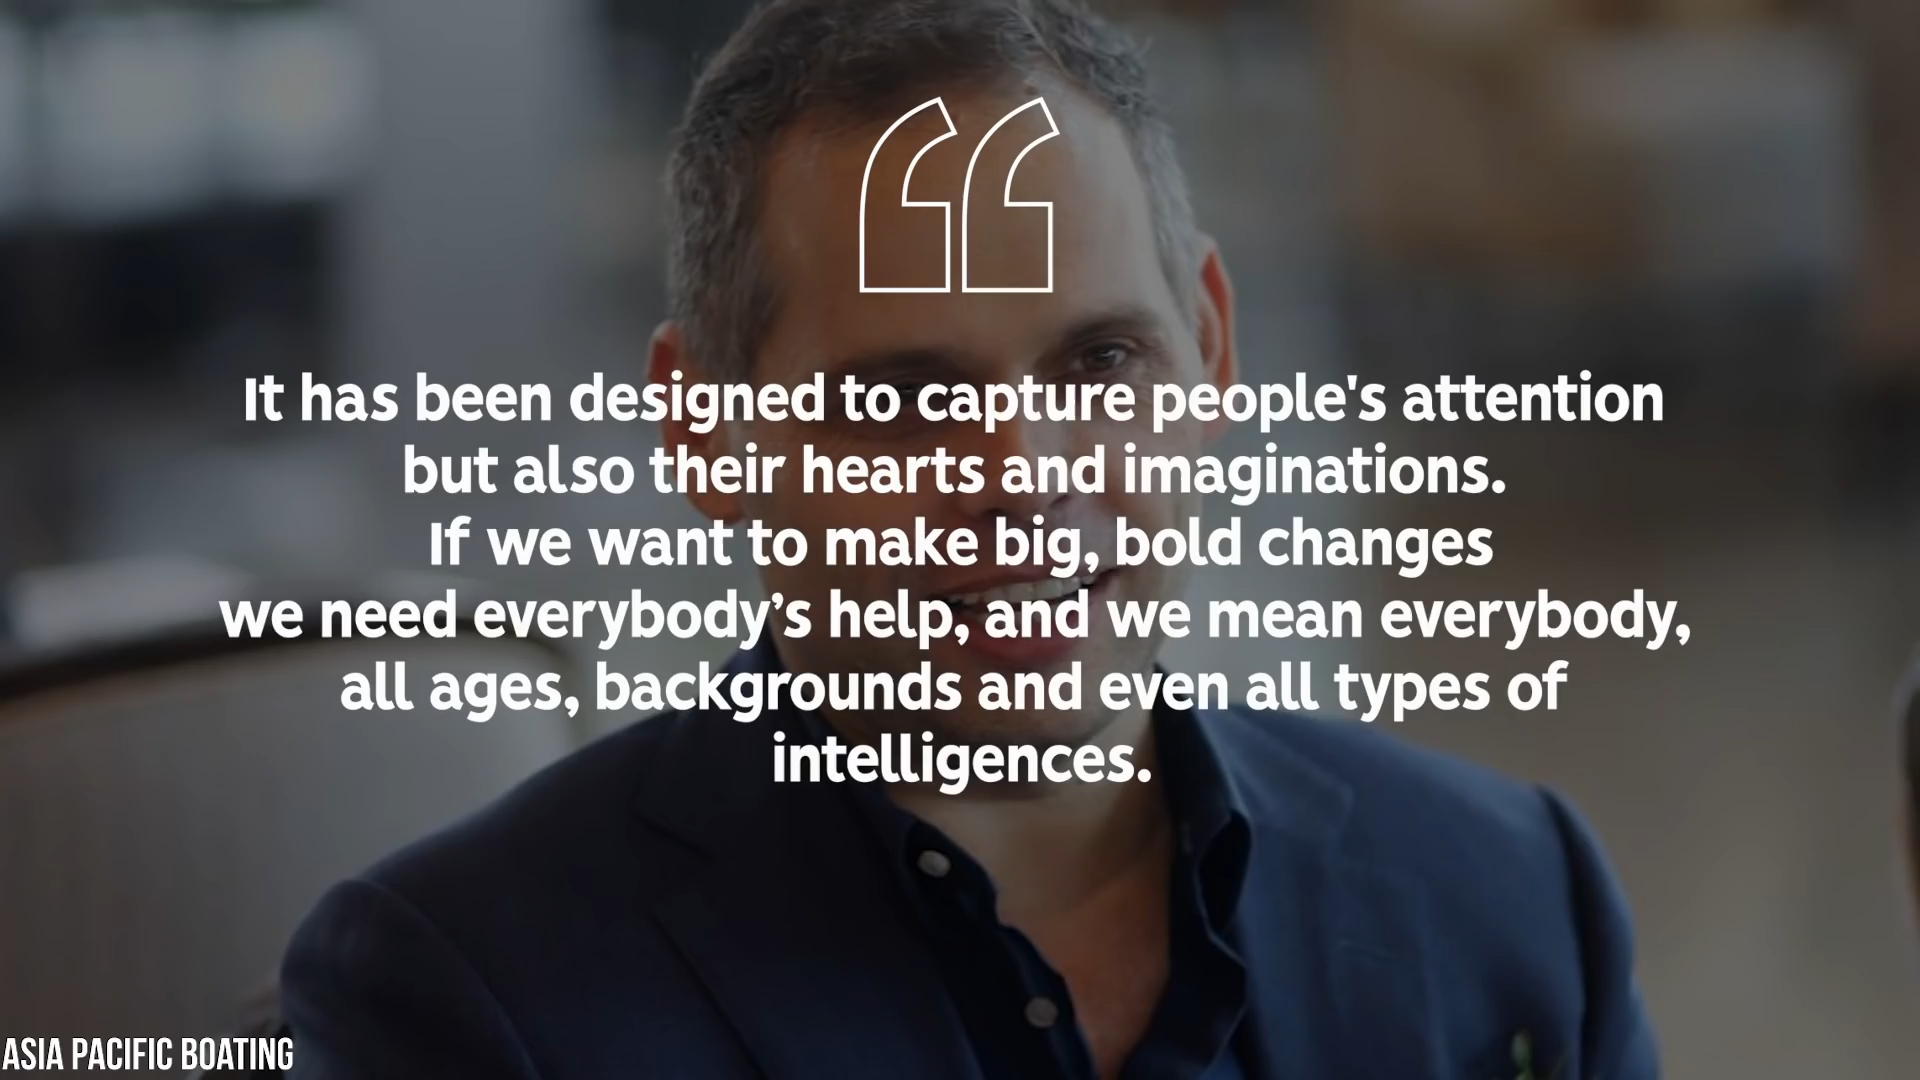 It has been designed to capture people's attention
but also their hearts and imaginations.
If we want to make big, bold changes
we need everybody’s help, and we mean everybody,
all ages, backgrounds and even all types of
intelligences.
ASIA PACIFIC BOATING